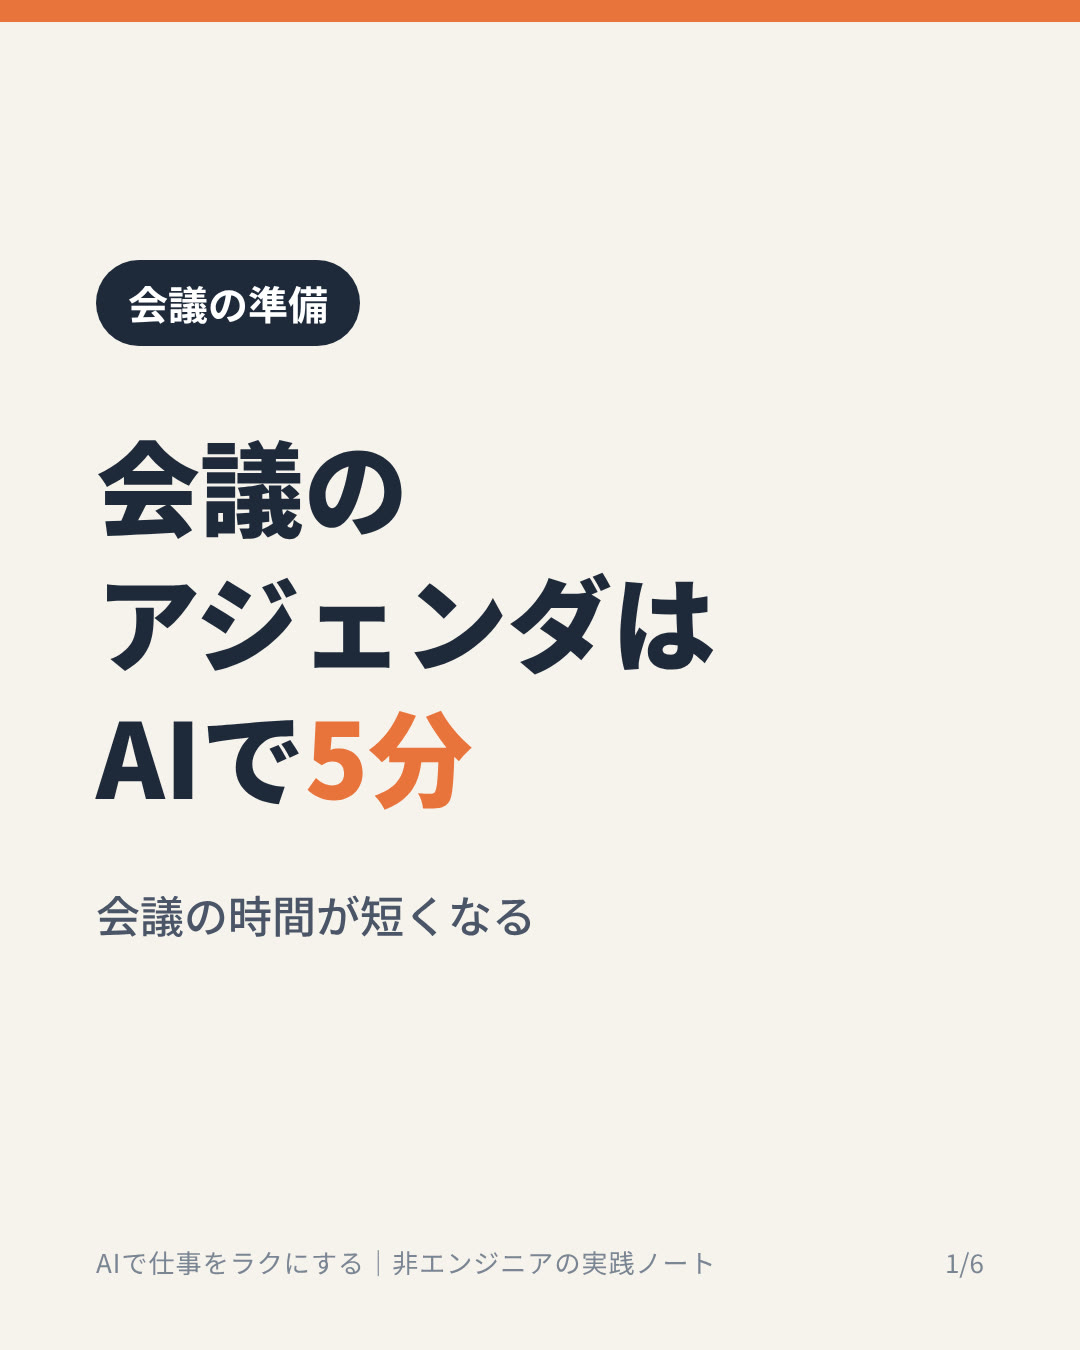 会議の準備
会議の
アジェンダは
AIで5分
会議の時間が短くなる
AIで仕事をラクにする｜非エンジニアの実践ノート
1/6